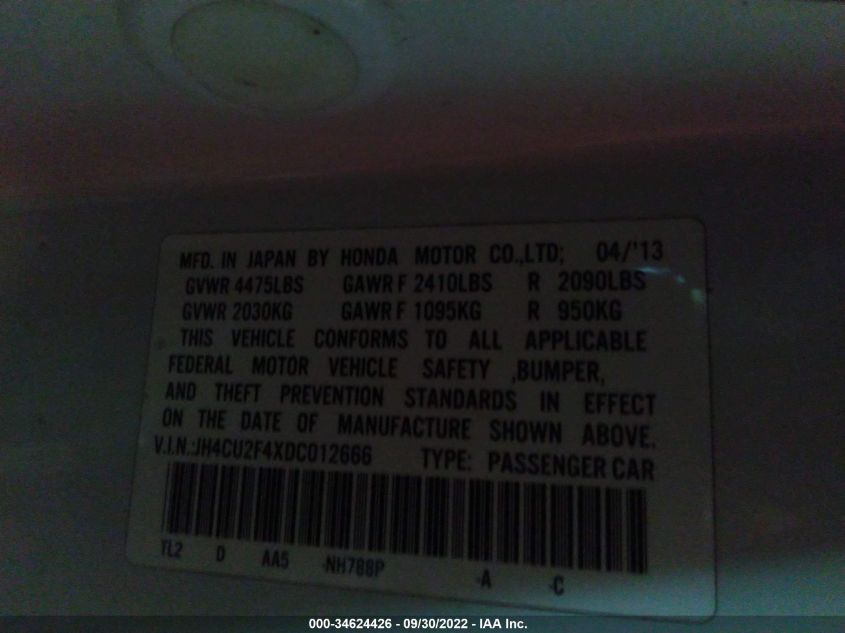 MFD. IN JAPAN BY HONDA MOTOR CO.,LTD; 04/'13
GVWR 4475LBS GAWR F 2410LBS R 2090LBS
GVWR 2030KG GAWR F 1095KG R 950KG
THIS VEHICLE CONFORMS TO ALL APPLICABLE
FEDERAL MOTOR VEHICLE SAFETY ,BUMPER,
AND THEFT PREVENTION STANDARDS IN EFFECT
ON THE DATE OF MANUFACTURE SHOWN ABOVE.
V.I.N.:JH4CU2F4XDC012666 TYPE: PASSENGER CAR
TL2 D AA5 -NH788P -A -C
000-34624426 - 09/30/2022 - IAA Inc.